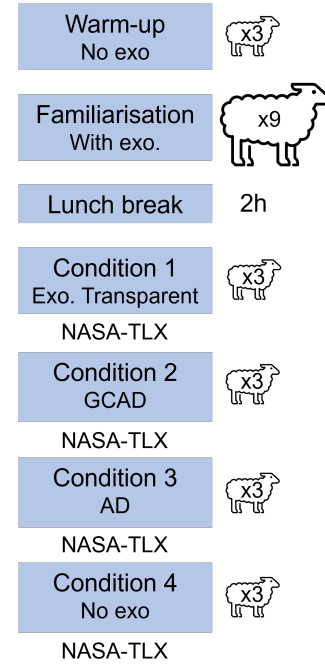 Warm-up
No exo
x3
Familiarisation
With exo.
x9
Lunch break
2h
Condition 1
Exo. Transparent
x3
NASA-TLX
Condition 2
GCAD
x3
NASA-TLX
Condition 3
AD
x3
NASA-TLX
Condition 4
No exo
x3
NASA-TLX